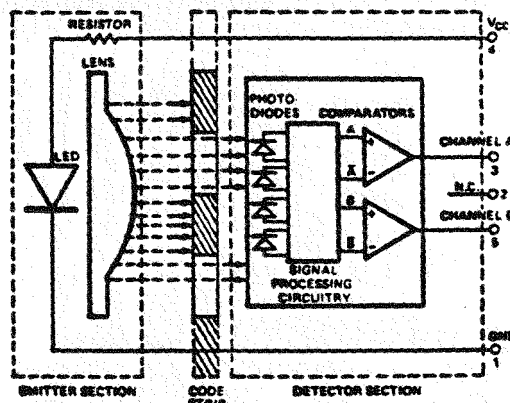 RESISTOR
VCC
4
LENS
PHOTO
DIODES
COMPARATORS
A
+
CHANNEL A
3
LED
Ā
−
N.C.
2
B
+
CHANNEL B
5
B̄
−
SIGNAL
PROCESSING
CIRCUITRY
GND
1
EMITTER SECTION
CODE
STRIP
DETECTOR SECTION